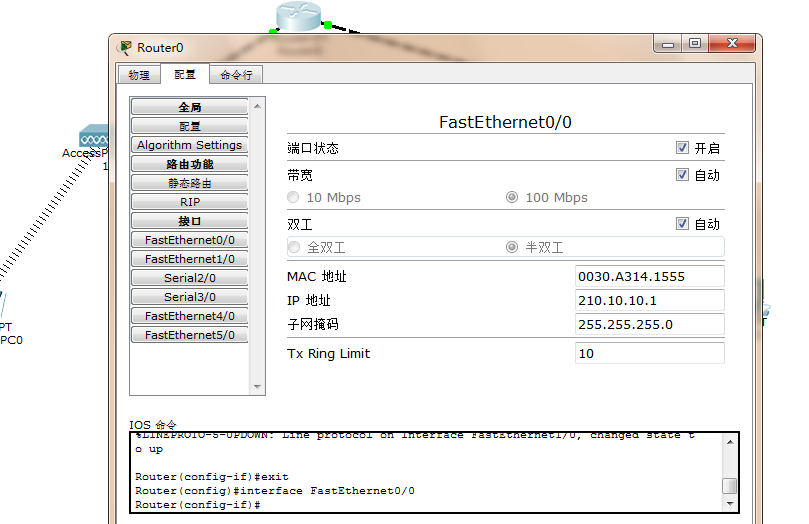 Router0
物理 配置 命令行
全局
配置
Algorithm Settings
路由功能
静态路由
RIP
接口
FastEthernet0/0
FastEthernet1/0
Serial2/0
Serial3/0
FastEthernet4/0
FastEthernet5/0
FastEthernet0/0
端口状态 开启
带宽 自动
10 Mbps 100 Mbps
双工 自动
全双工 半双工
MAC 地址 0030.A314.1555
IP 地址 210.10.10.1
子网掩码 255.255.255.0
Tx Ring Limit 10
IOS 命令
%LINEPROTO-5-UPDOWN: Line protocol on Interface FastEthernet1/0, changed state t
o up
Router(config-if)#exit
Router(config)#interface FastEthernet0/0
Router(config-if)#
AccessP
1
PT
PC0
T